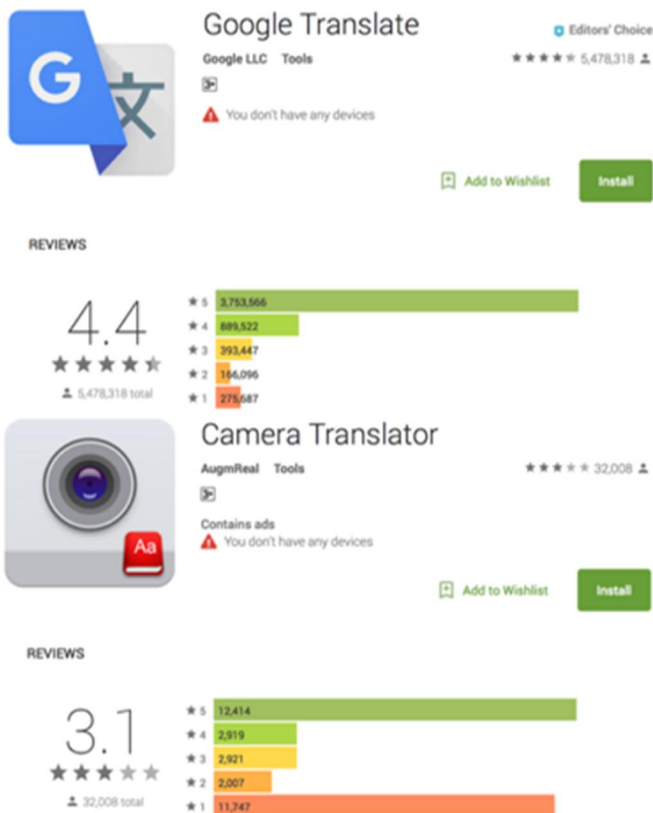 Google Translate
Editors' Choice
Google LLC Tools
5,478,318
3+
You don't have any devices
Add to Wishlist
Install
G 文
REVIEWS
4.4
5,478,318 total
5 3,753,566
4 889,522
3 393,447
2 166,096
1 275,687
Camera Translator
AugmReal Tools
32,008
3+
Contains ads
You don't have any devices
Add to Wishlist
Install
Aa
REVIEWS
3.1
32,008 total
5 12,414
4 2,919
3 2,921
2 2,007
1 11,747